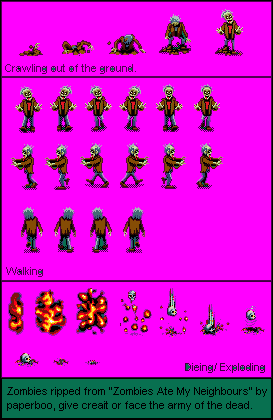 Crawling out of the ground.
Walking
Dieing/Exploding
Zombies ripped from "Zombies Ate My Neighbours" by
paperboo, give creait or face the army of the dead.